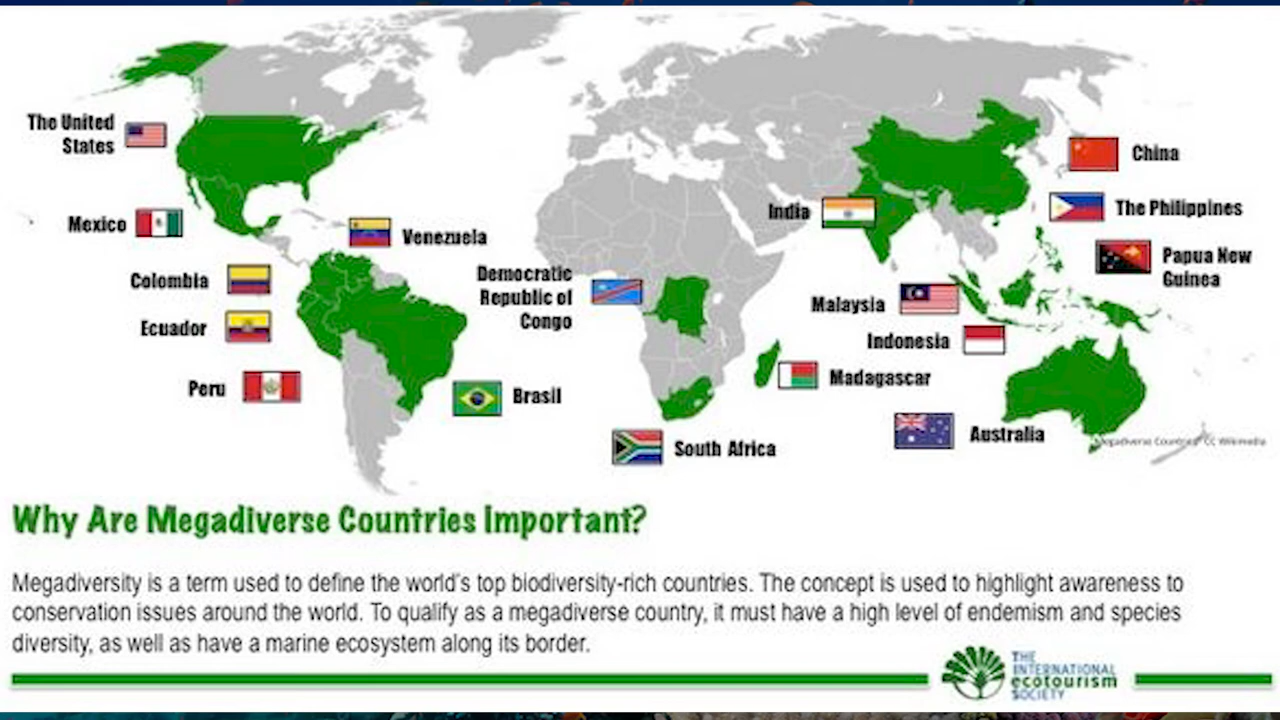 The United
States
China
India
The Philippines
Mexico
Venezuela
Papua New
Guinea
Colombia
Democratic
Republic of
Congo
Malaysia
Ecuador
Indonesia
Peru
Madagascar
Brasil
Australia
Megadiverse Countries CC Wikimedia
South Africa
Why Are Megadiverse Countries Important?
Megadiversity is a term used to define the world's top biodiversity-rich countries. The concept is used to highlight awareness to
conservation issues around the world. To qualify as a megadiverse country, it must have a high level of endemism and species
diversity, as well as have a marine ecosystem along its border.
THE
INTERNATIONAL
ecotourism
SOCIETY